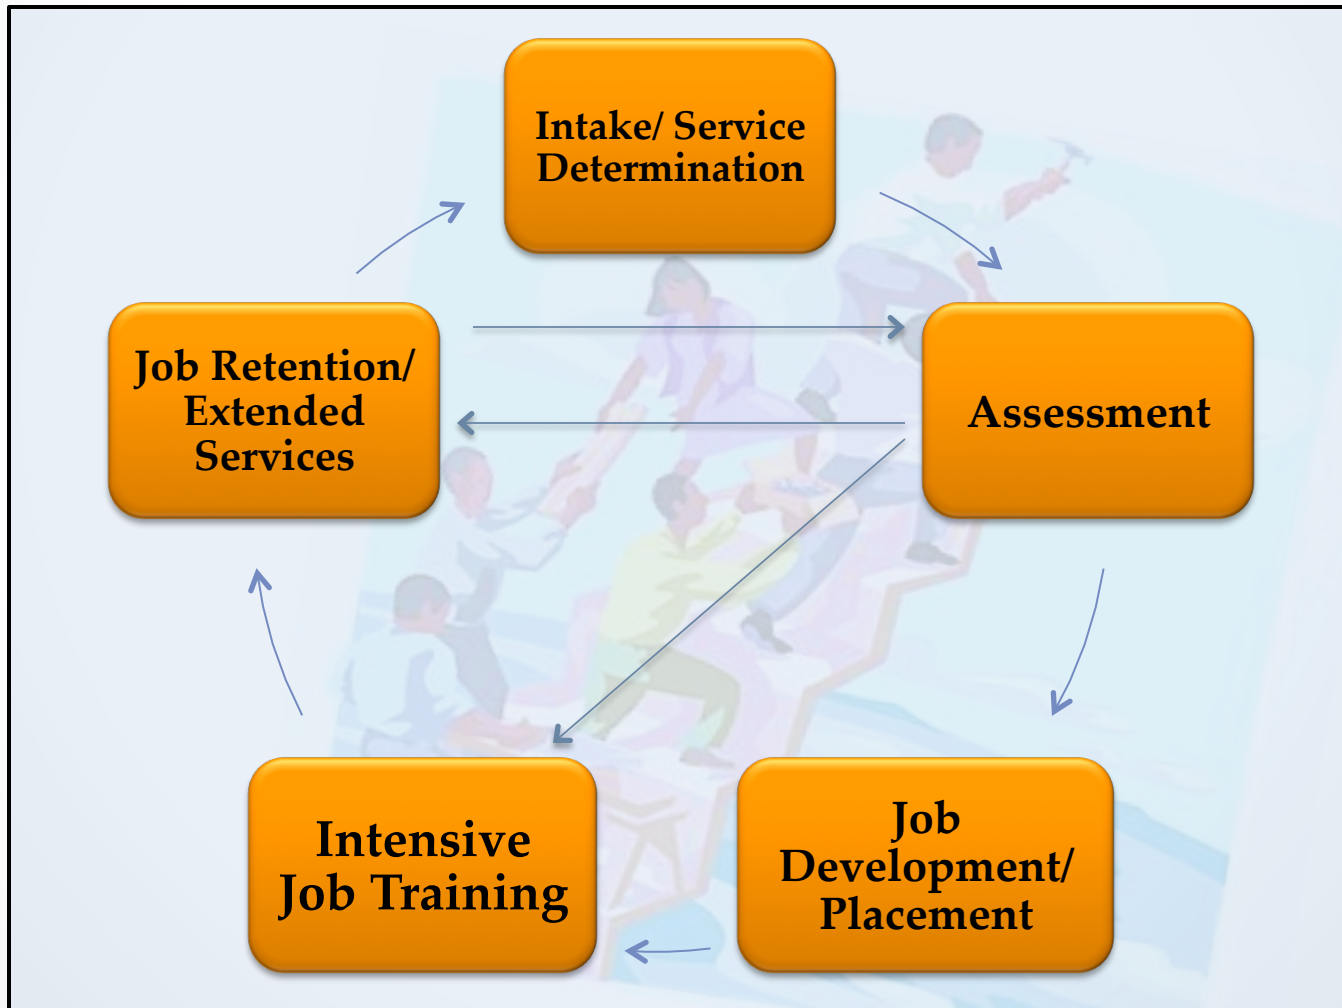 Intake/ Service
Determination
Job Retention/
Extended
Services
Assessment
Intensive
Job Training
Job
Development/
Placement